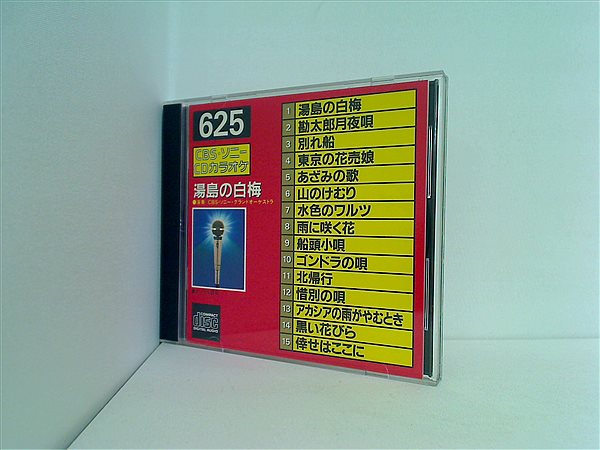 625
CBS・ソニー
CDカラオケ
湯島の白梅
演奏 CBS・ソニー・グランドオーケストラ
COMPACT
disc
DIGITAL AUDIO
1 湯島の白梅
2 勘太郎月夜唄
3 別れ船
4 東京の花売娘
5 あざみの歌
6 山のけむり
7 水色のワルツ
8 雨に咲く花
9 船頭小唄
10 ゴンドラの唄
11 北帰行
12 惜別の唄
13 アカシアの雨がやむとき
14 黒い花びら
15 倖せはここに